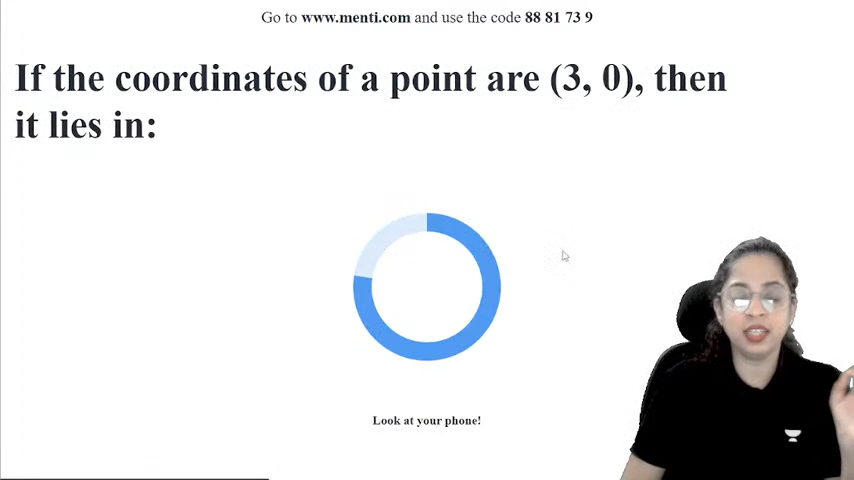 Go to www.menti.com and use the code 88 81 73 9
If the coordinates of a point are (3, 0), then
it lies in:
Look at your phone!